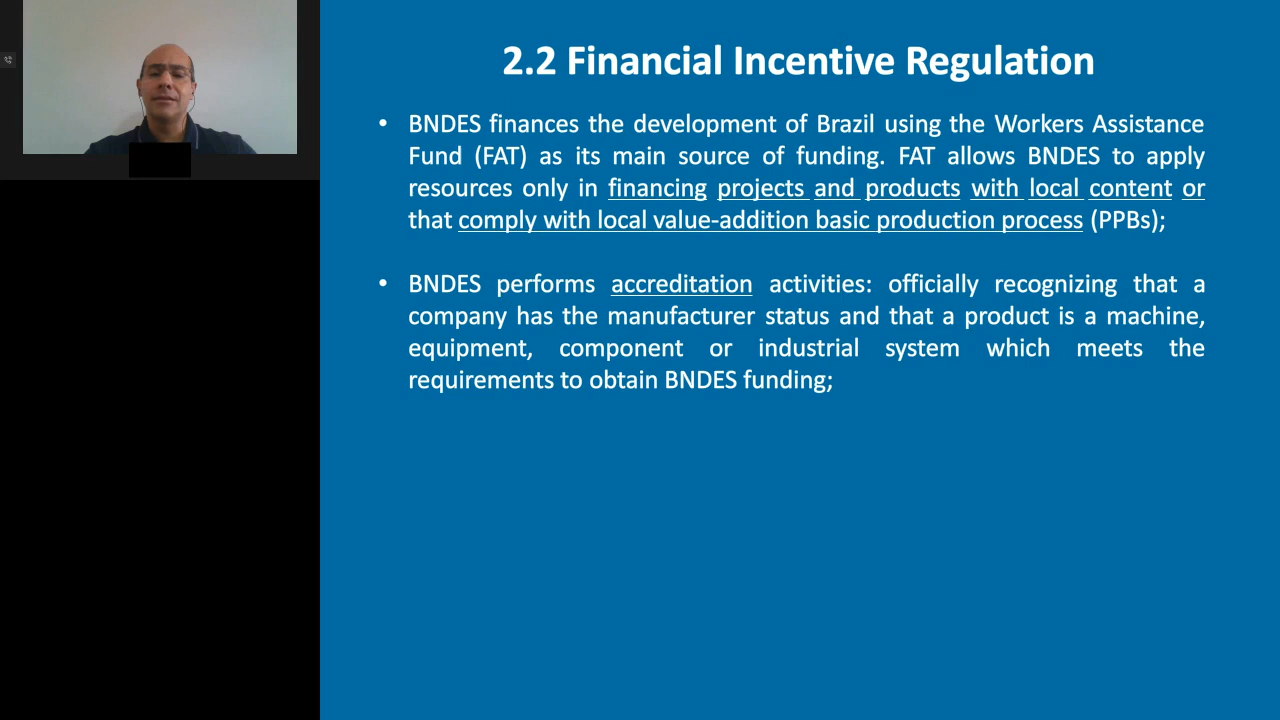 2.2 Financial Incentive Regulation
• BNDES finances the development of Brazil using the Workers Assistance
Fund (FAT) as its main source of funding. FAT allows BNDES to apply
resources only in financing projects and products with local content or
that comply with local value-addition basic production process (PPBs);
• BNDES performs accreditation activities: officially recognizing that a
company has the manufacturer status and that a product is a machine,
equipment, component or industrial system which meets the
requirements to obtain BNDES funding;